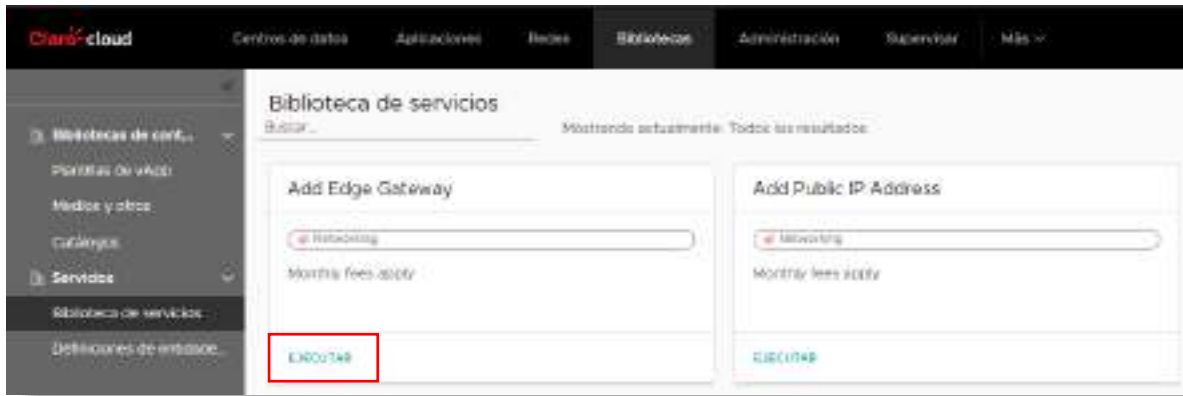 Claro-cloud
Centros de datos Aplicaciones Redes Bibliotecas Administración Supervisar Más
Biblioteca de servicios
Buscar...
Mostrando actualmente: Todos los resultados
Bibliotecas de cont...
Plantillas de vApp
Medios y otros
Catálogos
Servicios
Biblioteca de servicios
Definiciones de entidade...
Add Edge Gateway
Networking
Monthly fees apply
EJECUTAR
Add Public IP Address
Networking
Monthly fees apply
EJECUTAR